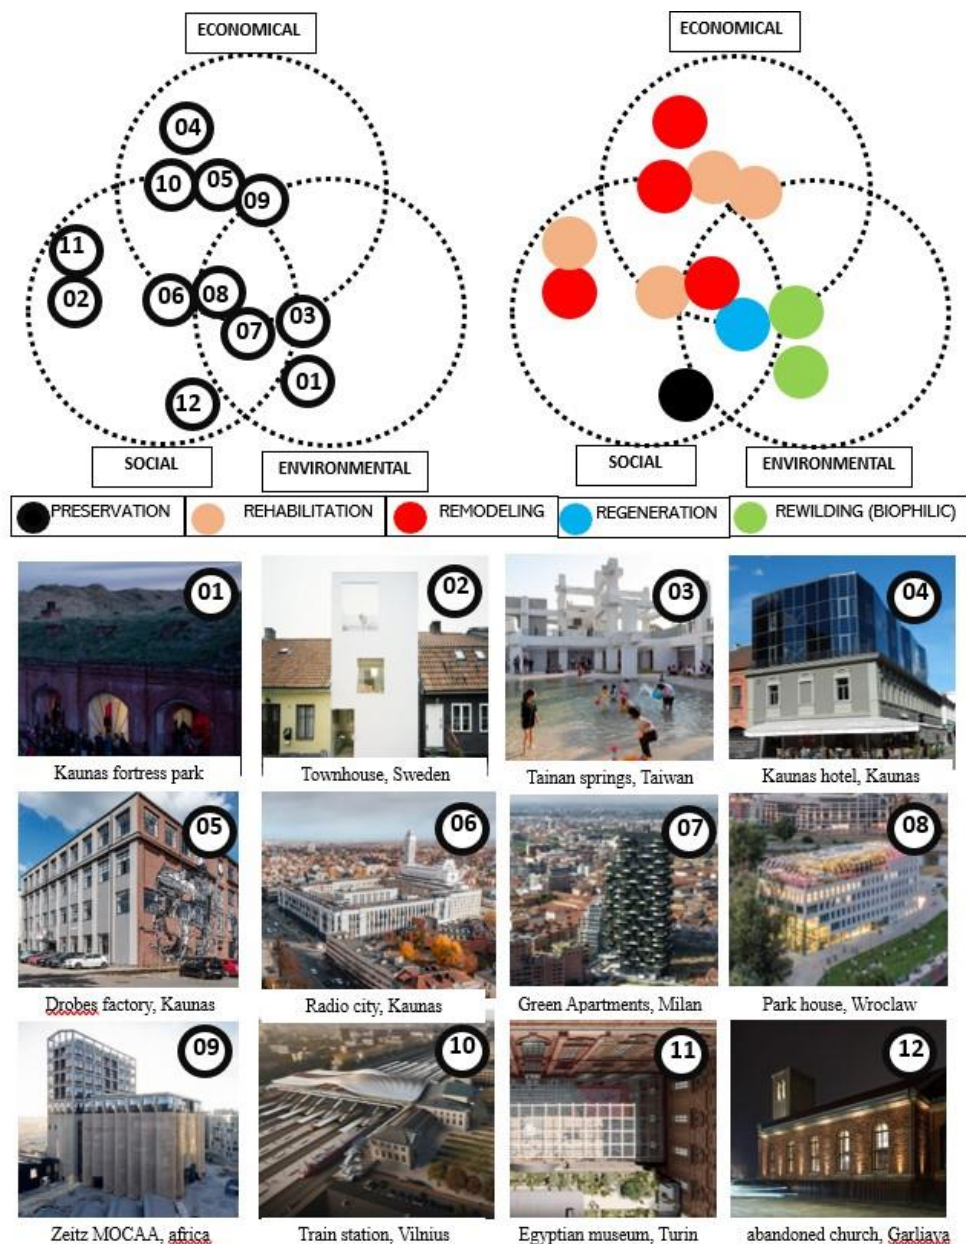 ECONOMICAL
ECONOMICAL
04
10 05 09
11
02 06 08 07 03
12 01
SOCIAL
ENVIRONMENTAL
SOCIAL
ENVIRONMENTAL
PRESERVATION REHABILITATION REMODELING REGENERATION REWILDING (BIOPHILIC)
01 02 03 04
Kaunas fortress park
Townhouse, Sweden
Tainan springs, Taiwan
Kaunas hotel, Kaunas
05 06 07 08
Drobes factory, Kaunas
Radio city, Kaunas
Green Apartments, Milan
Park house, Wroclaw
09 10 11 12
Zeitz MOCAA, africa
Train station, Vilnius
Egyptian museum, Turin
abandoned church, Garliava